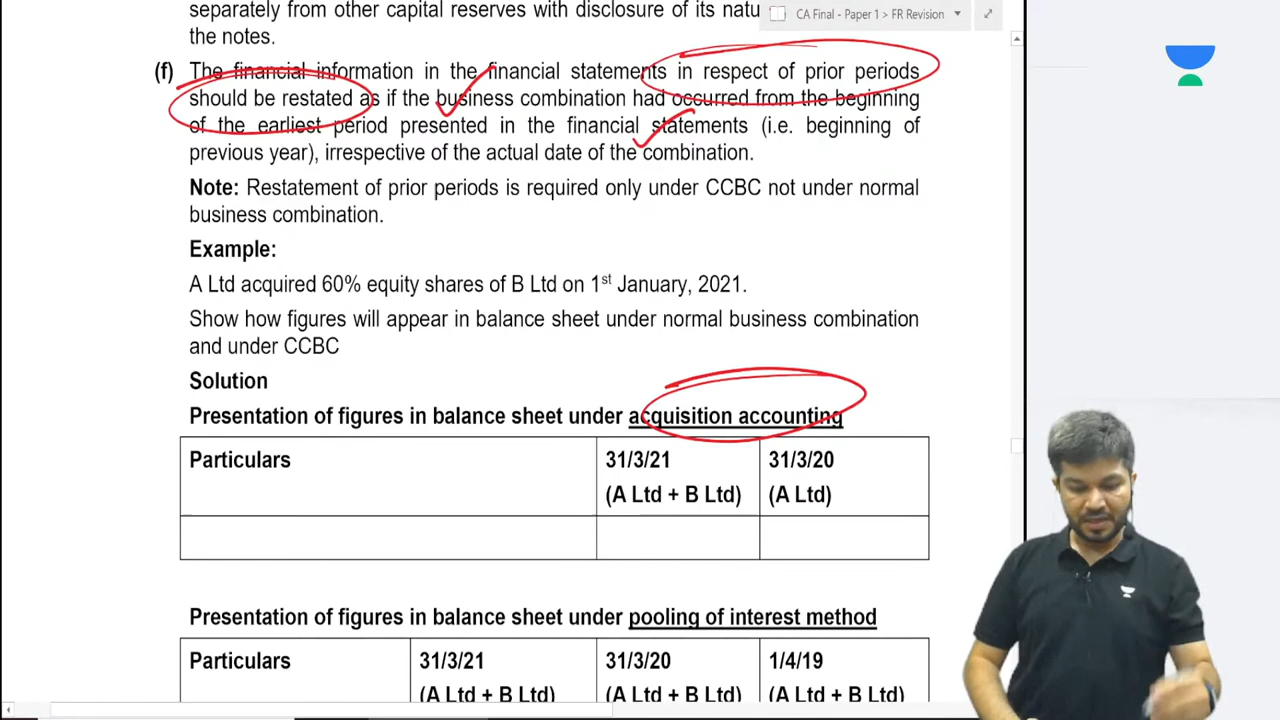 separately from other capital reserves with disclosure of its natu
the notes.
CA Final - Paper 1 > FR Revision
(f) The financial information in the financial statements in respect of prior periods
should be restated as if the business combination had occurred from the beginning
of the earliest period presented in the financial statements (i.e. beginning of
previous year), irrespective of the actual date of the combination.
Note: Restatement of prior periods is required only under CCBC not under normal
business combination.
Example:
A Ltd acquired 60% equity shares of B Ltd on 1st January, 2021.
Show how figures will appear in balance sheet under normal business combination
and under CCBC
Solution
Presentation of figures in balance sheet under acquisition accounting
Particulars 31/3/21 31/3/20
(A Ltd + B Ltd) (A Ltd)
Presentation of figures in balance sheet under pooling of interest method
Particulars 31/3/21 31/3/20 1/4/19
(A Ltd + B Ltd) (A Ltd + B Ltd) (A Ltd + B Ltd)